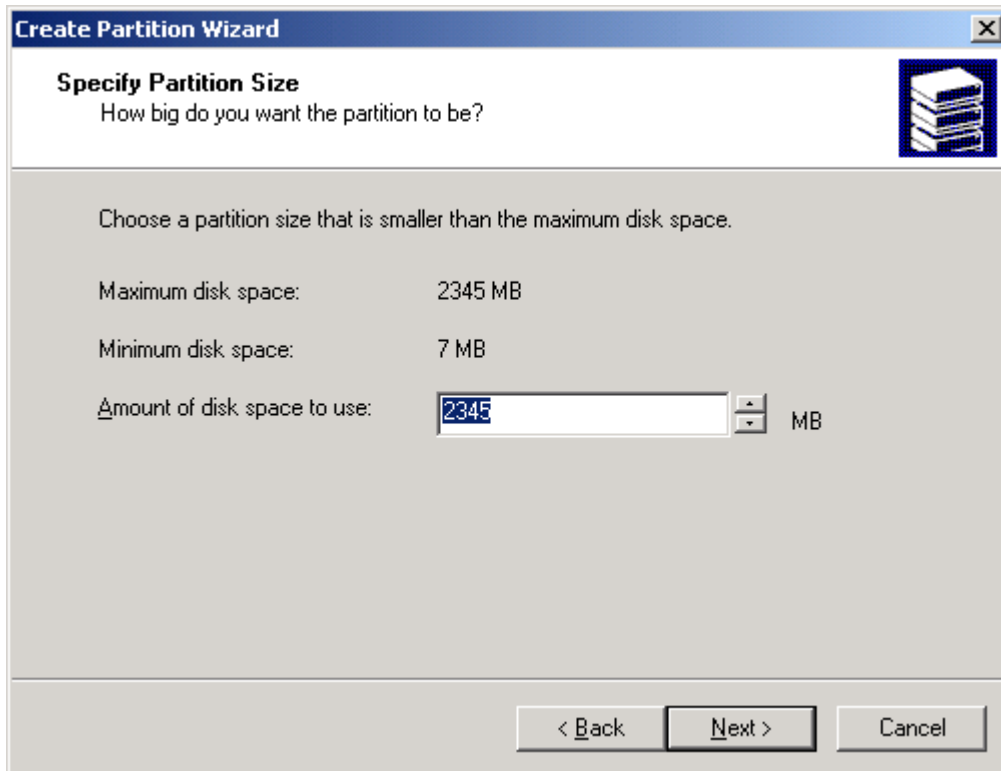 Create Partition Wizard
Specify Partition Size
How big do you want the partition to be?
Choose a partition size that is smaller than the maximum disk space.
Maximum disk space: 2345 MB
Minimum disk space: 7 MB
Amount of disk space to use: 2345 MB
< Back Next > Cancel